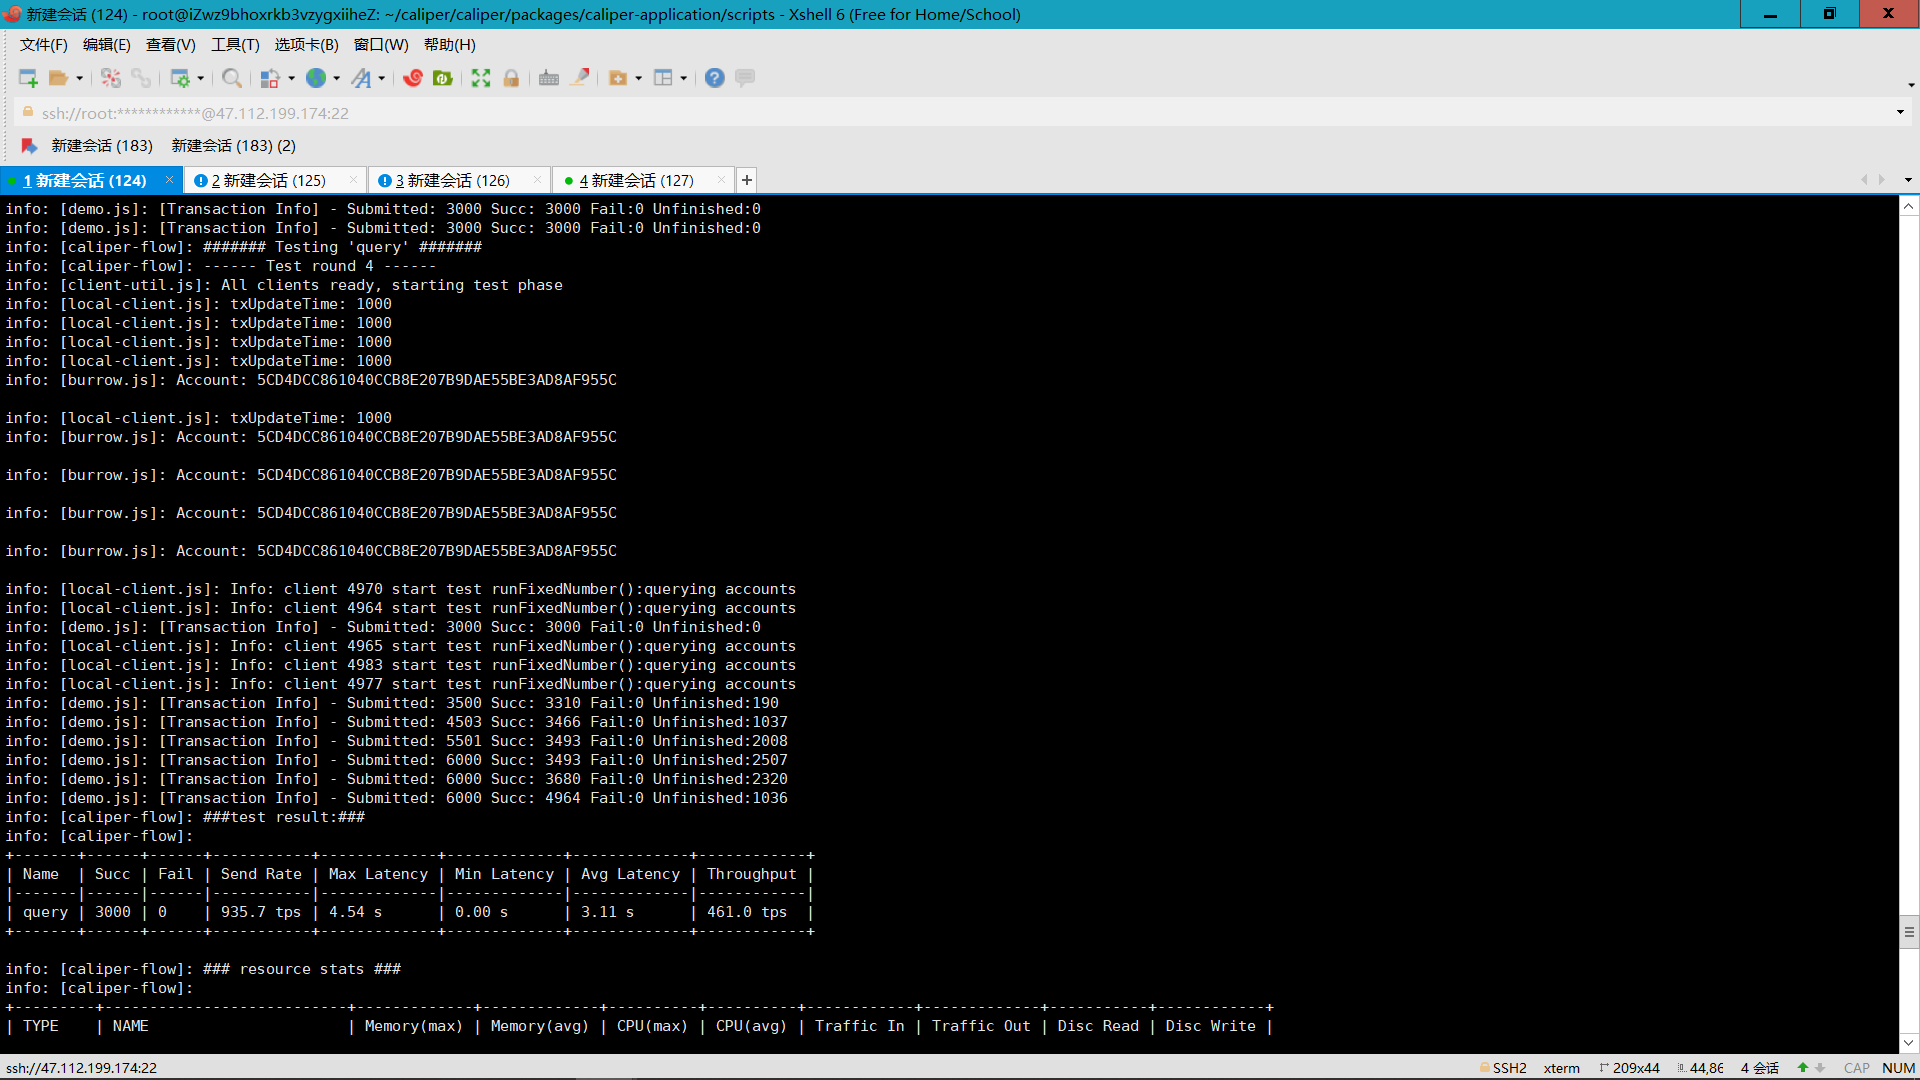 新建会话 (124) - root@iZwz9bhoxrkb3vzygxiiheZ: ~/caliper/caliper/packages/caliper-application/scripts - Xshell 6 (Free for Home/School)
文件(F) 编辑(E) 查看(V) 工具(T) 选项卡(B) 窗口(W) 帮助(H)
ssh://root:************@47.112.199.174:22
新建会话 (183) 新建会话 (183) (2)
1 新建会话 (124) × 2 新建会话 (125) × 3 新建会话 (126) × 4 新建会话 (127) × +
info: [demo.js]: [Transaction Info] - Submitted: 3000 Succ: 3000 Fail:0 Unfinished:0
info: [demo.js]: [Transaction Info] - Submitted: 3000 Succ: 3000 Fail:0 Unfinished:0
info: [caliper-flow]: ####### Testing 'query' #######
info: [caliper-flow]: ------ Test round 4 ------
info: [client-util.js]: All clients ready, starting test phase
info: [local-client.js]: txUpdateTime: 1000
info: [local-client.js]: txUpdateTime: 1000
info: [local-client.js]: txUpdateTime: 1000
info: [local-client.js]: txUpdateTime: 1000
info: [burrow.js]: Account: 5CD4DCC861040CCB8E207B9DAE55BE3AD8AF955C
info: [local-client.js]: txUpdateTime: 1000
info: [burrow.js]: Account: 5CD4DCC861040CCB8E207B9DAE55BE3AD8AF955C
info: [burrow.js]: Account: 5CD4DCC861040CCB8E207B9DAE55BE3AD8AF955C
info: [burrow.js]: Account: 5CD4DCC861040CCB8E207B9DAE55BE3AD8AF955C
info: [burrow.js]: Account: 5CD4DCC861040CCB8E207B9DAE55BE3AD8AF955C
info: [local-client.js]: Info: client 4970 start test runFixedNumber():querying accounts
info: [local-client.js]: Info: client 4964 start test runFixedNumber():querying accounts
info: [demo.js]: [Transaction Info] - Submitted: 3000 Succ: 3000 Fail:0 Unfinished:0
info: [local-client.js]: Info: client 4965 start test runFixedNumber():querying accounts
info: [local-client.js]: Info: client 4983 start test runFixedNumber():querying accounts
info: [local-client.js]: Info: client 4977 start test runFixedNumber():querying accounts
info: [demo.js]: [Transaction Info] - Submitted: 3500 Succ: 3310 Fail:0 Unfinished:190
info: [demo.js]: [Transaction Info] - Submitted: 4503 Succ: 3466 Fail:0 Unfinished:1037
info: [demo.js]: [Transaction Info] - Submitted: 5501 Succ: 3493 Fail:0 Unfinished:2008
info: [demo.js]: [Transaction Info] - Submitted: 6000 Succ: 3493 Fail:0 Unfinished:2507
info: [demo.js]: [Transaction Info] - Submitted: 6000 Succ: 3680 Fail:0 Unfinished:2320
info: [demo.js]: [Transaction Info] - Submitted: 6000 Succ: 4964 Fail:0 Unfinished:1036
info: [caliper-flow]: ###test result:###
info: [caliper-flow]:
+-------+------+------+-----------+-------------+-------------+-------------+------------+
| Name  | Succ | Fail | Send Rate | Max Latency | Min Latency | Avg Latency | Throughput |
|-------|------|------|-----------|-------------|-------------|-------------|------------|
| query | 3000 | 0    | 935.7 tps | 4.54 s      | 0.00 s      | 3.11 s      | 461.0 tps  |
+-------+------+------+-----------+-------------+-------------+-------------+------------+
info: [caliper-flow]: ### resource stats ###
info: [caliper-flow]:
+---------+---------------------------+-------------+-------------+----------+----------+------------+-------------+-----------+------------+
| TYPE    | NAME                      | Memory(max) | Memory(avg) | CPU(max) | CPU(avg) | Traffic In | Traffic Out | Disc Read | Disc Write |
ssh://47.112.199.174:22 SSH2 xterm 209x44 44,86 4 会话 CAP NUM